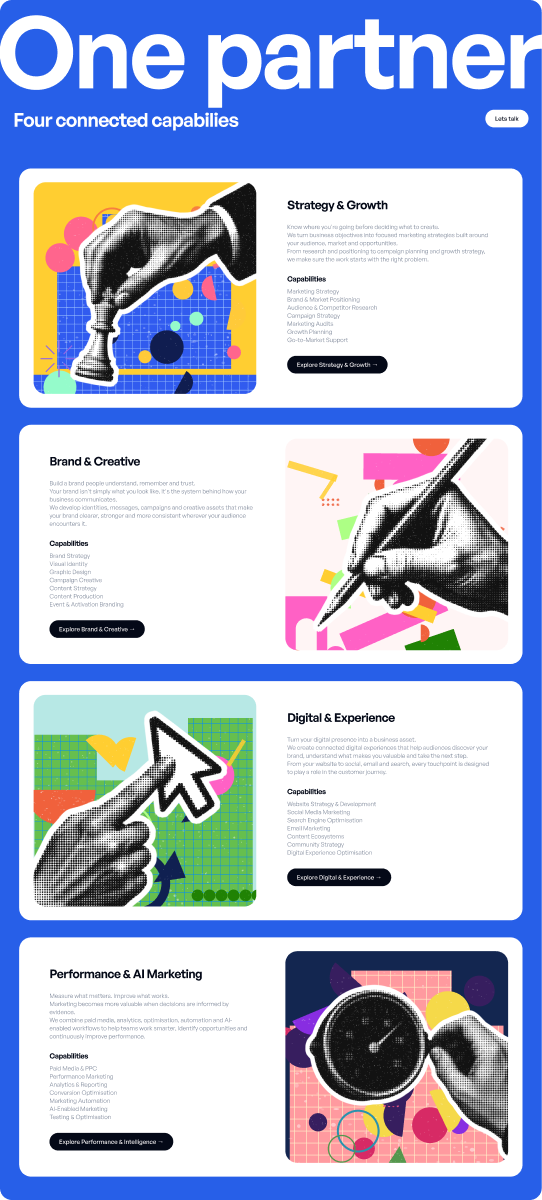 One partner
Four connected capabilies
Lets talk
Strategy & Growth
Know where you're going before deciding what to create.
We turn business objectives into focused marketing strategies built around
your audience, market and opportunities.
From research and positioning to campaign planning and growth strategy,
we make sure the work starts with the right problem.
Capabilities
Marketing Strategy
Brand & Market Positioning
Audience & Competitor Research
Campaign Strategy
Marketing Audits
Growth Planning
Go-to-Market Support
Explore Strategy & Growth →
Brand & Creative
Build a brand people understand, remember and trust.
Your brand isn't simply what you look like, it's the system behind how your
business communicates.
We develop identities, messages, campaigns and creative assets that make
your brand clearer, stronger and more consistent wherever your audience
encounters it.
Capabilities
Brand Strategy
Visual Identity
Graphic Design
Campaign Creative
Content Strategy
Content Production
Event & Activation Branding
Explore Brand & Creative →
Digital & Experience
Turn your digital presence into a business asset.
We create connected digital experiences that help audiences discover your
brand, understand what makes you valuable and take the next step.
From your website to social, email and search, every touchpoint is designed
to play a role in the customer journey.
Capabilities
Website Strategy & Development
Social Media Marketing
Search Engine Optimisation
Email Marketing
Content Ecosystems
Community Strategy
Digital Experience Optimisation
Explore Digital & Experience →
Performance & AI Marketing
Measure what matters. Improve what works.
Marketing becomes more valuable when decisions are informed by
evidence.
We combine paid media, analytics, optimisation, automation and AI-
enabled workflows to help teams work smarter, identify opportunities and
continuously improve performance.
Capabilities
Paid Media & PPC
Performance Marketing
Analytics & Reporting
Conversion Optimisation
Marketing Automation
AI-Enabled Marketing
Testing & Optimisation
Explore Performance & Intelligence →